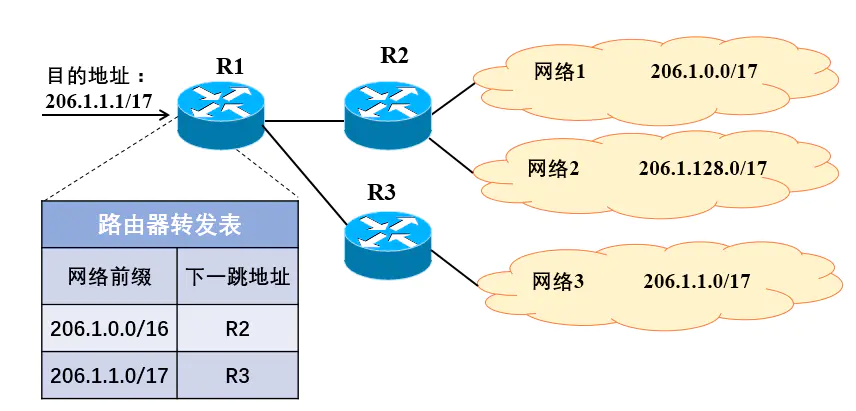 目的地址：
206.1.1.1/17
R1
R2
R3
网络1 206.1.0.0/17
网络2 206.1.128.0/17
网络3 206.1.1.0/17
路由器转发表
网络前缀 下一跳地址
206.1.0.0/16 R2
206.1.1.0/17 R3